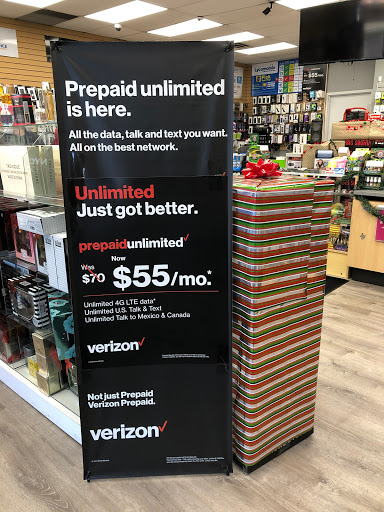 Prepaid unlimited
is here.
All the data, talk and text you want.
All on the best network.
Unlimited
Just got better.
prepaidunlimited
Was
$70
Now
$55/mo.*
Unlimited 4G LTE data*
Unlimited U.S. Talk & Text
Unlimited Talk to Mexico & Canada
verizon
Not just Prepaid
Verizon Prepaid.
verizon
Lycamobile
$55